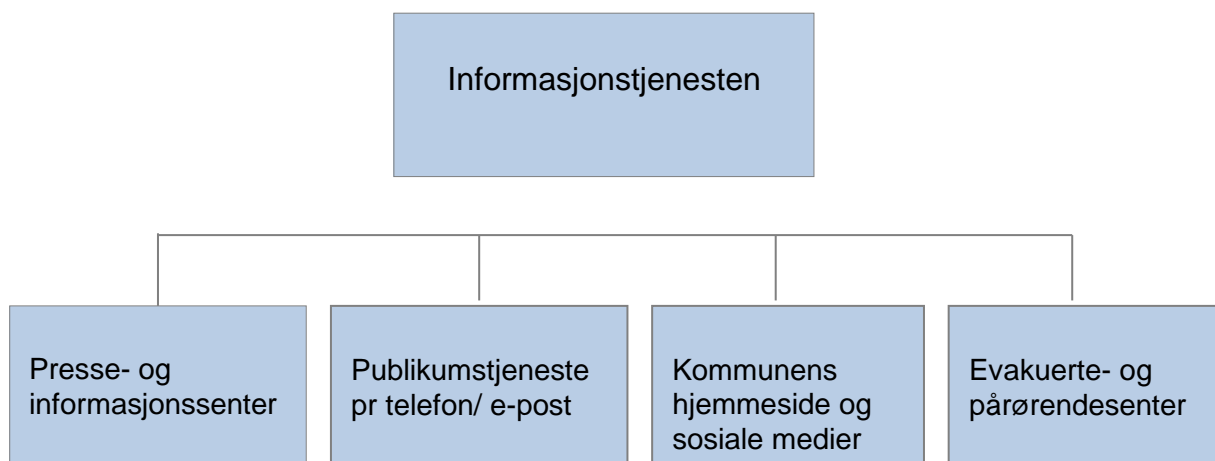 Informasjonstjenesten
Presse- og
informasjonssenter
Publikumstjeneste
pr telefon/ e-post
Kommunens
hjemmeside og
sosiale medier
Evakuerte- og
pårørendesenter